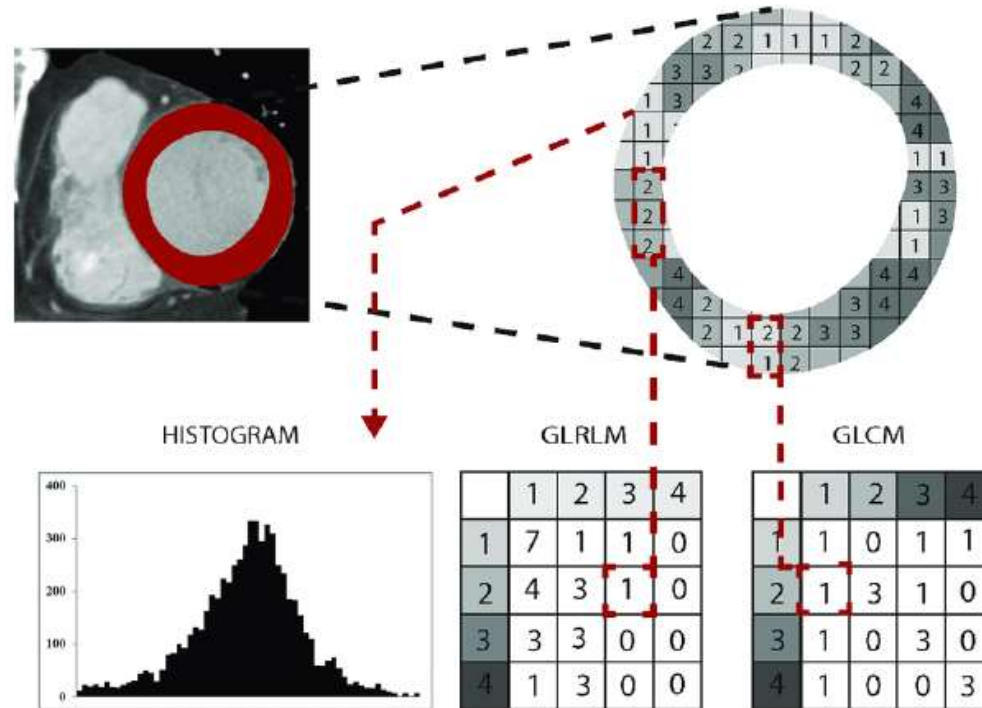 2 2 1 1 1 2
3 3 2 2 2
1 3 4
1 4
1 1 1
2 3 3
2 1 3
2 1
4 4 4
4 2 3 4
2 1 2 2 3 3
1 2
HISTOGRAM
400
300
200
100
0
GLRLM
1 2 3 4
1 7 1 1 0
2 4 3 1 0
3 3 3 0 0
4 1 3 0 0
GLCM
1 2 3 4
1 1 0 1 1
2 1 3 1 0
3 1 0 3 0
4 1 0 0 3